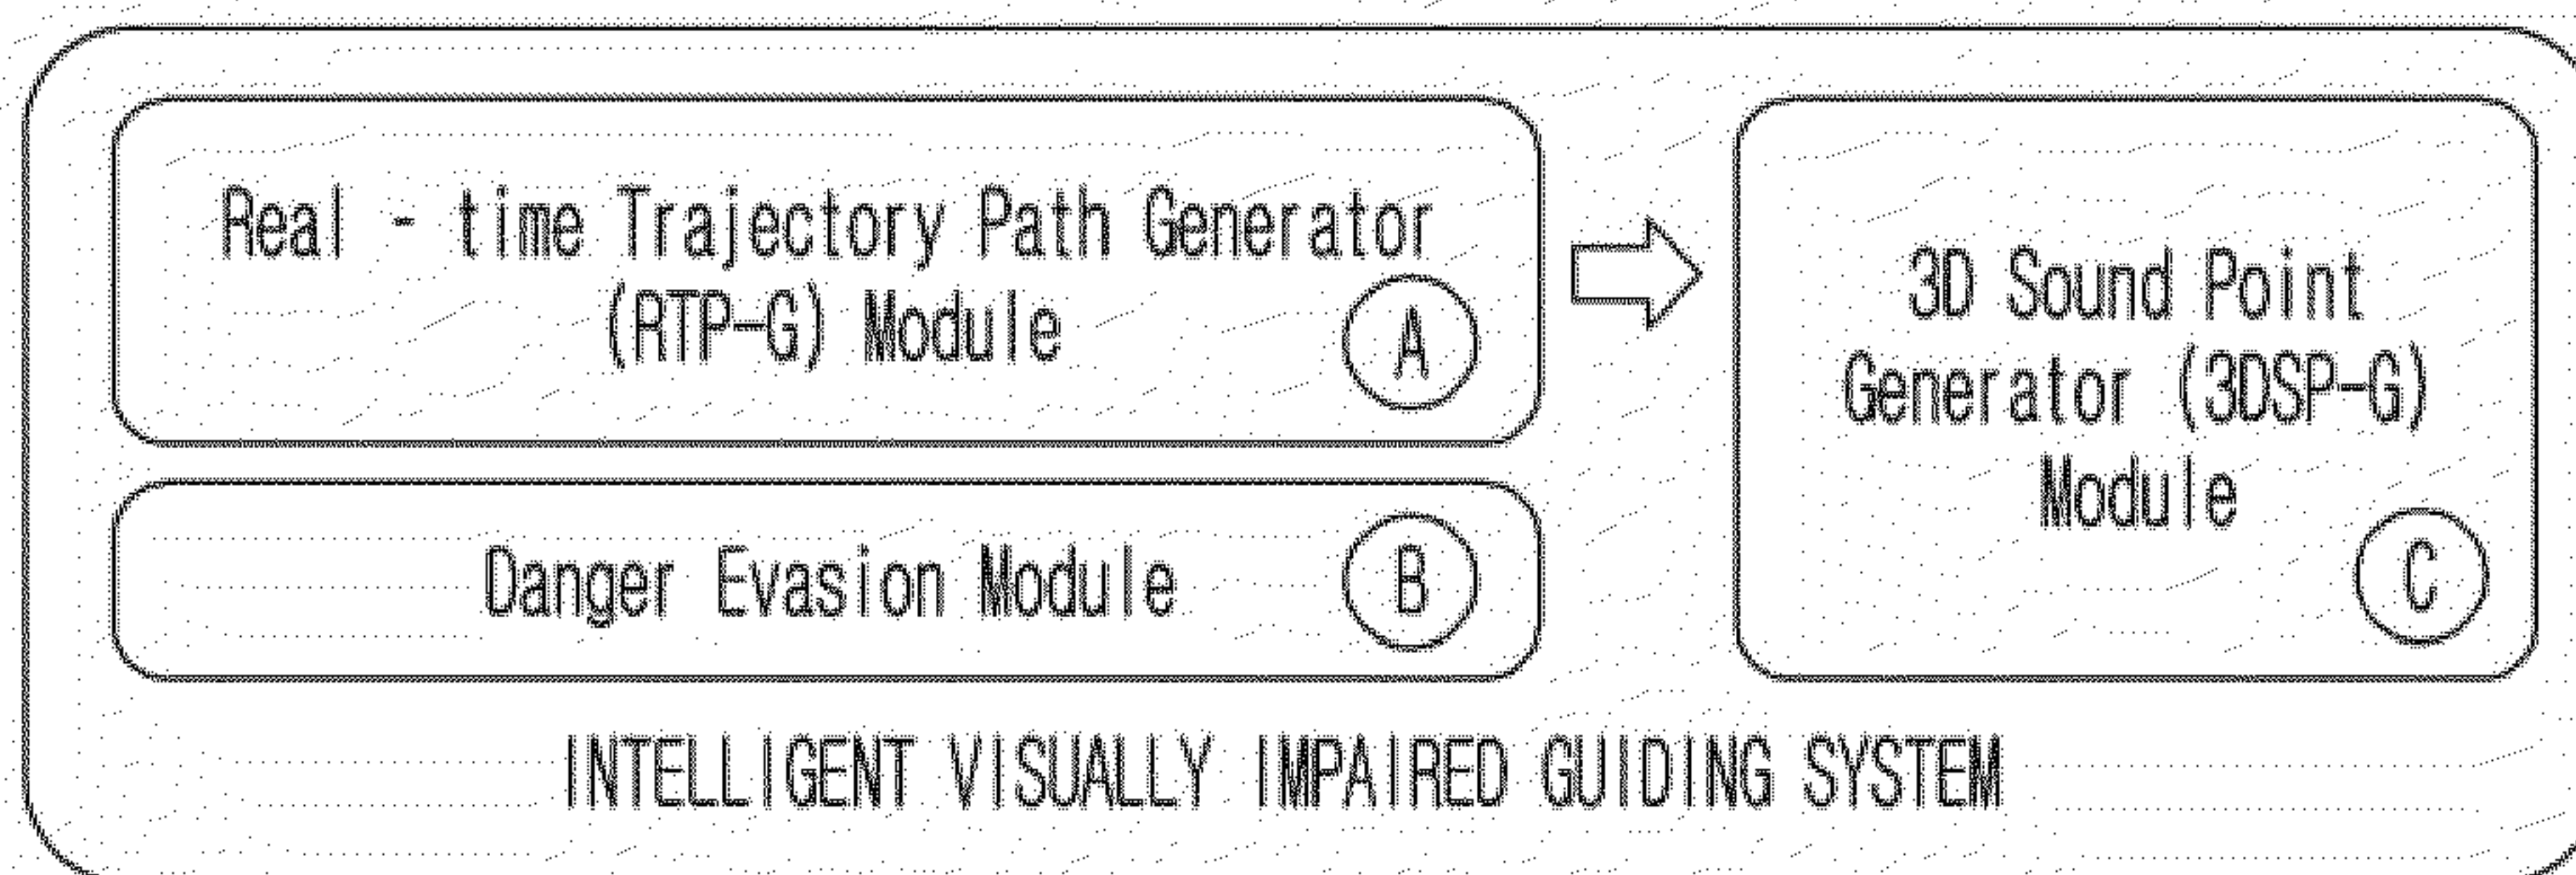 Real - time Trajectory Path Generator
(RTP-G) Module
A
3D Sound Point
Generator (3DSP-G)
Module
C
Danger Evasion Module
B
INTELLIGENT VISUALLY IMPAIRED GUIDING SYSTEM